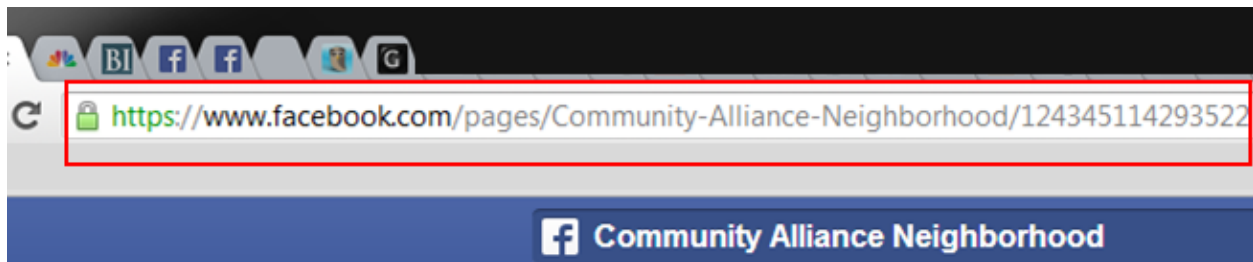 BI f f G
https://www.facebook.com/pages/Community-Alliance-Neighborhood/124345114293522
f Community Alliance Neighborhood